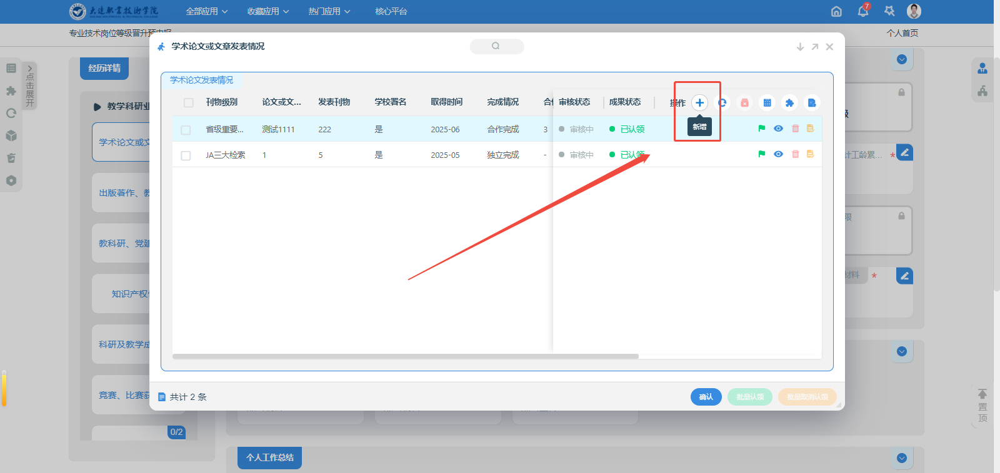 大连职业技术学院
全部应用
收藏应用
热门应用
核心平台
7
专业技术岗位等级晋升预申报
个人首页
学术论文或文章发表情况
经历详情
点击展开
教学科研业
学术论文或文
出版著作、教
教科研、党建
知识产权
科研及教学成
竞赛、比赛获
0/2
学术论文发表情况
刊物级别 论文或文... 发表刊物 学校署名 取得时间 完成情况 合 审核状态 成果状态 操作
新增
省级重要... 测试1111 222 是 2025-06 合作完成 3 审核中 已认领
JA三大检索 1 5 是 2025-05 独立完成 - 审核中 已认领
级
计工龄累... *
限
材料 *
共计 2 条
确认
批量认领
批量取消认领
置顶
个人工作总结